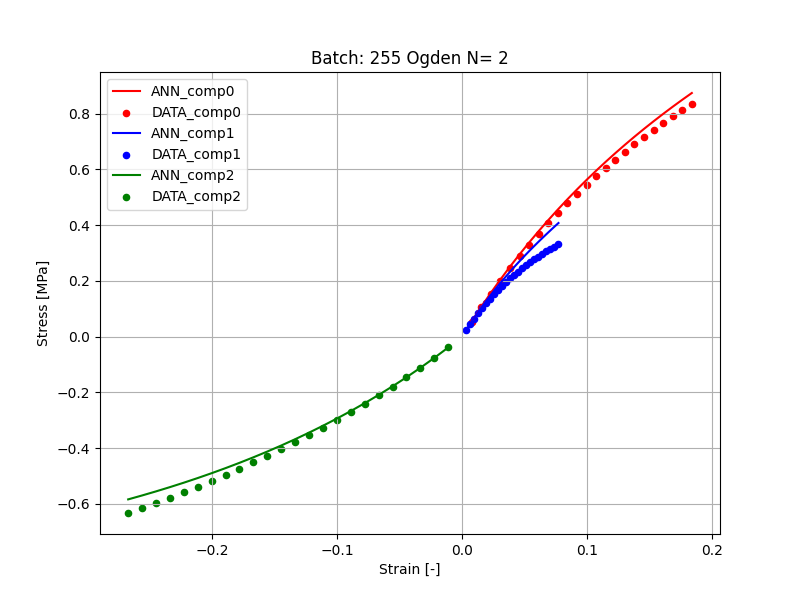 Batch: 255 Ogden N= 2
ANN_comp0
DATA_comp0
ANN_comp1
DATA_comp1
ANN_comp2
DATA_comp2
Stress [MPa]
0.8
0.6
0.4
0.2
0.0
−0.2
−0.4
−0.6
−0.2
−0.1
0.0
0.1
0.2
Strain [-]